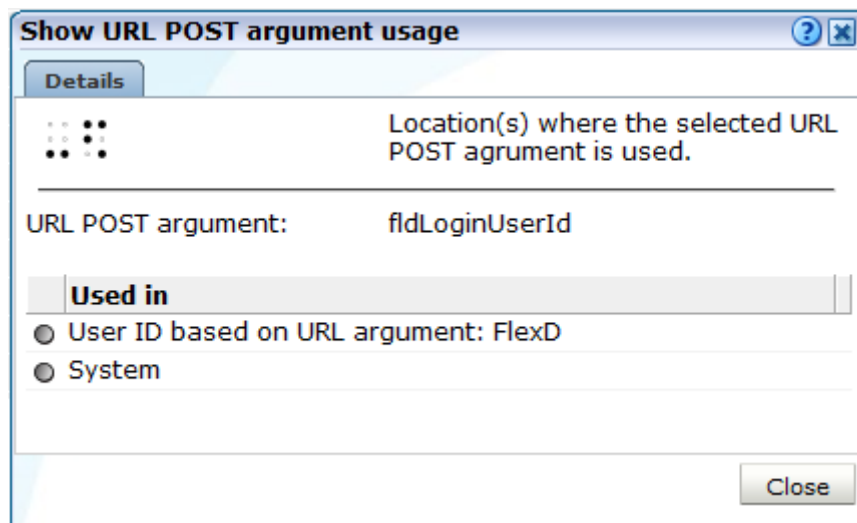 Show URL POST argument usage
Details
Location(s) where the selected URL
POST agrument is used.
URL POST argument: fldLoginUserId
Used in
User ID based on URL argument: FlexD
System
Close